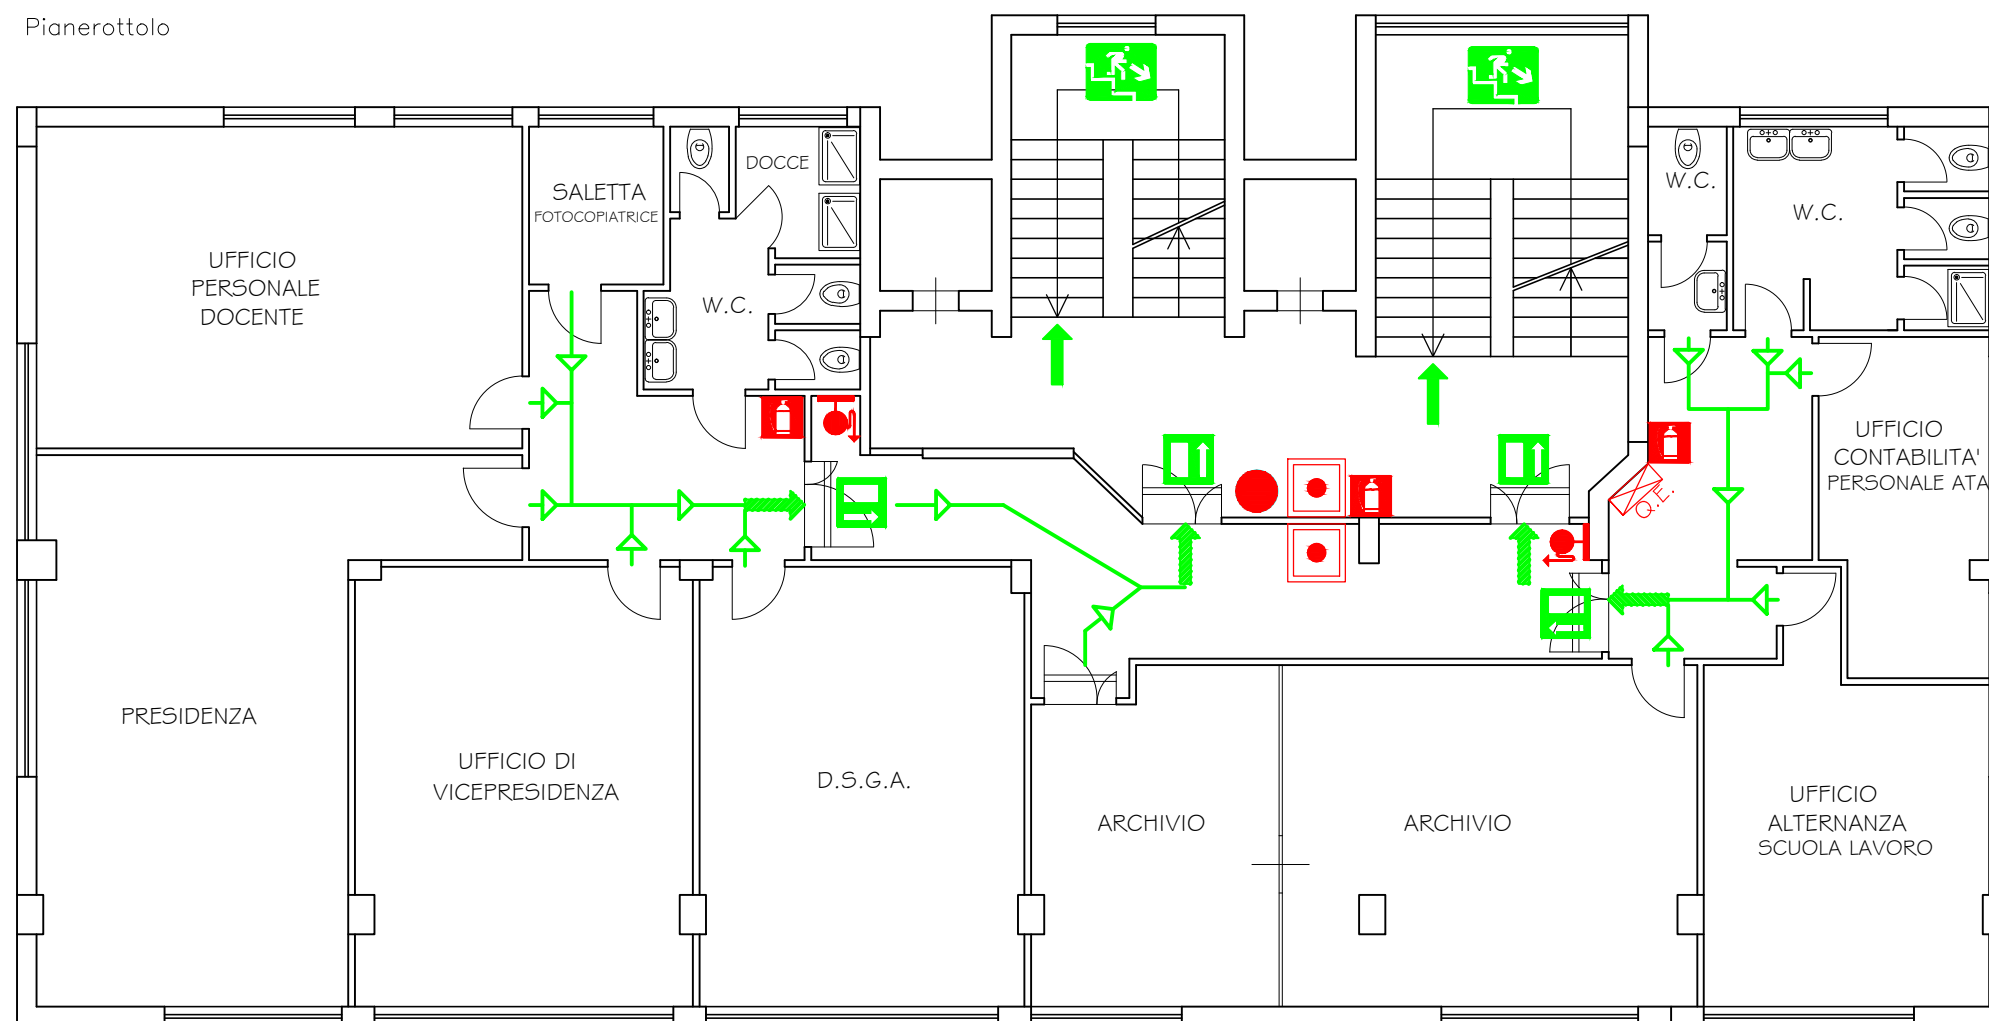 Pianerottolo
UFFICIO
PERSONALE
DOCENTE
SALETTA
FOTOCOPIATRICE
DOCCE
W.C.
W.C.
W.C.
UFFICIO
CONTABILITA'
PERSONALE ATA
Q.E.
PRESIDENZA
UFFICIO DI
VICEPRESIDENZA
D.S.G.A.
ARCHIVIO
ARCHIVIO
UFFICIO
ALTERNANZA
SCUOLA LAVORO